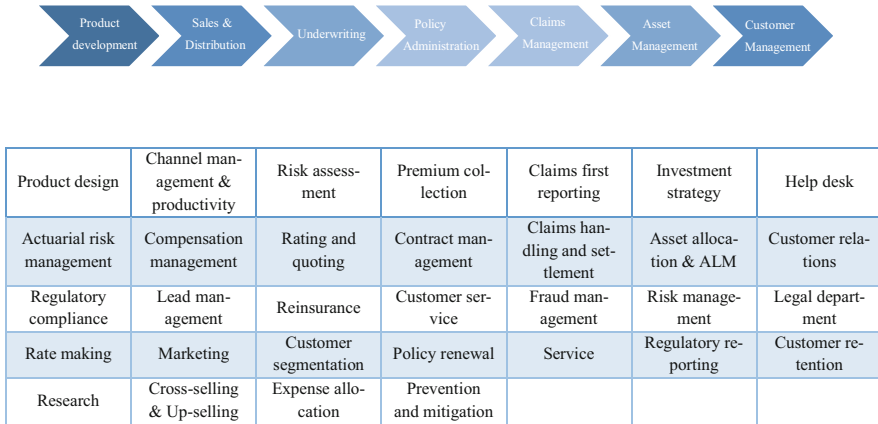 Product
development
Sales &
Distribution
Underwriting
Policy
Administration
Claims
Management
Asset
Management
Customer
Management
Product design
Channel man-
agement &
productivity
Risk assess-
ment
Premium col-
lection
Claims first
reporting
Investment
strategy
Help desk
Actuarial risk
management
Compensation
management
Rating and
quoting
Contract man-
agement
Claims han-
dling and set-
tlement
Asset alloca-
tion & ALM
Customer rela-
tions
Regulatory
compliance
Lead man-
agement
Reinsurance
Customer ser-
vice
Fraud man-
agement
Risk manage-
ment
Legal depart-
ment
Rate making
Marketing
Customer
segmentation
Policy renewal
Service
Regulatory re-
porting
Customer re-
tention
Research
Cross-selling
& Up-selling
Expense allo-
cation
Prevention
and mitigation